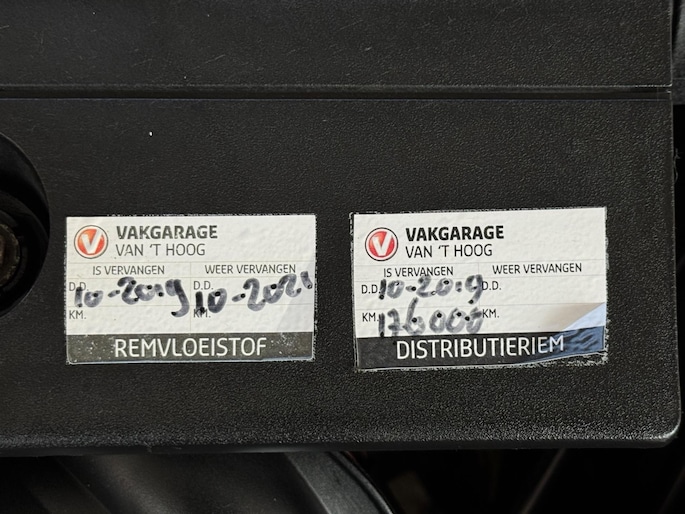 VAKGARAGE
VAN 'T HOOG
IS VERVANGEN WEER VERVANGEN
D.D. 10-2019 D.D. 10-2021
KM. KM.
REMVLOEISTOF
VAKGARAGE
VAN 'T HOOG
IS VERVANGEN WEER VERVANGEN
D.D. 10-2019 D.D.
KM. 176000 KM.
DISTRIBUTIERIEM